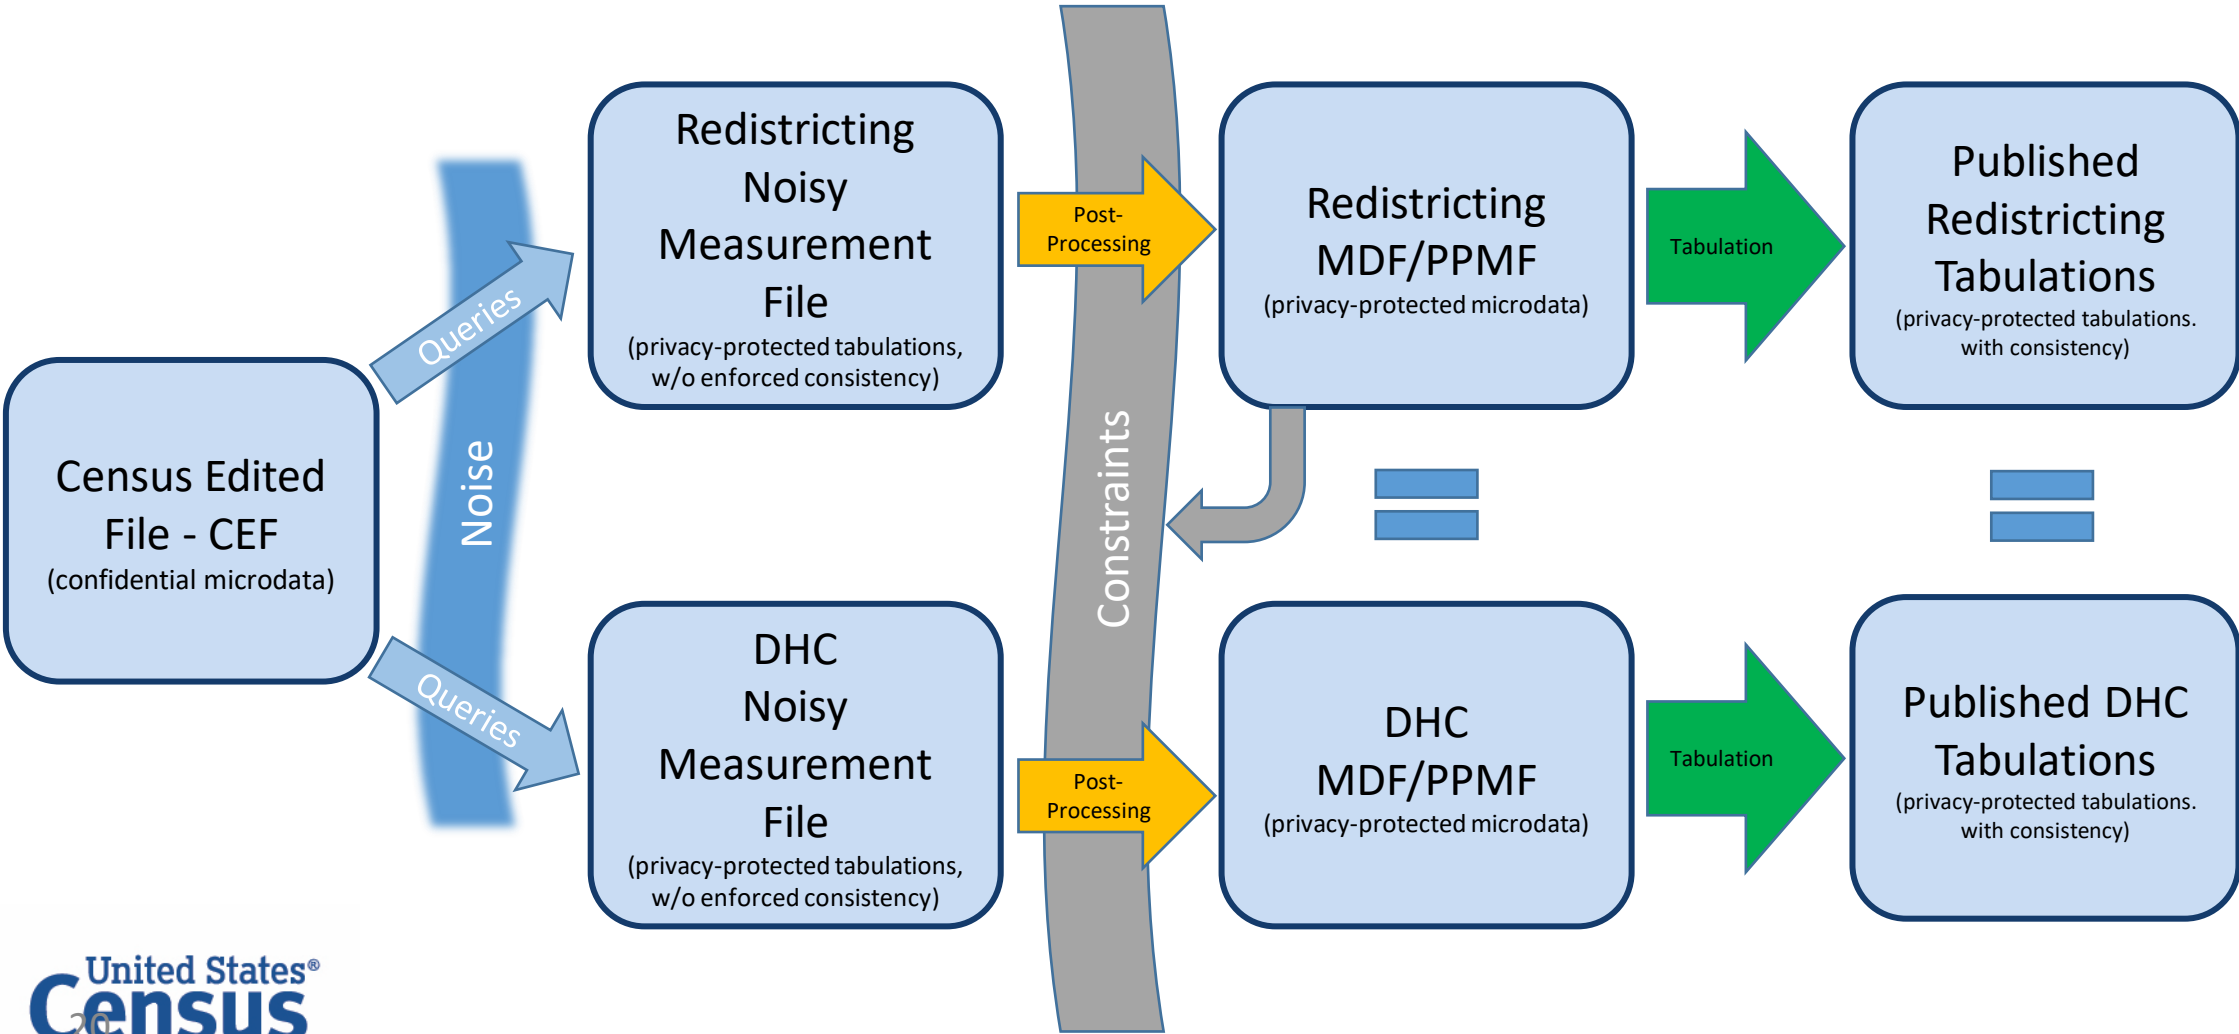 Census Edited
File - CEF
(confidential microdata)
Noise
Queries
Queries
Redistricting
Noisy
Measurement
File
(privacy-protected tabulations,
w/o enforced consistency)
DHC
Noisy
Measurement
File
(privacy-protected tabulations,
w/o enforced consistency)
Post-
Processing
Post-
Processing
Constraints
Redistricting
MDF/PPMF
(privacy-protected microdata)
DHC
MDF/PPMF
(privacy-protected microdata)
Tabulation
Tabulation
Published
Redistricting
Tabulations
(privacy-protected tabulations.
with consistency)
Published DHC
Tabulations
(privacy-protected tabulations.
with consistency)
United States®
Census
20